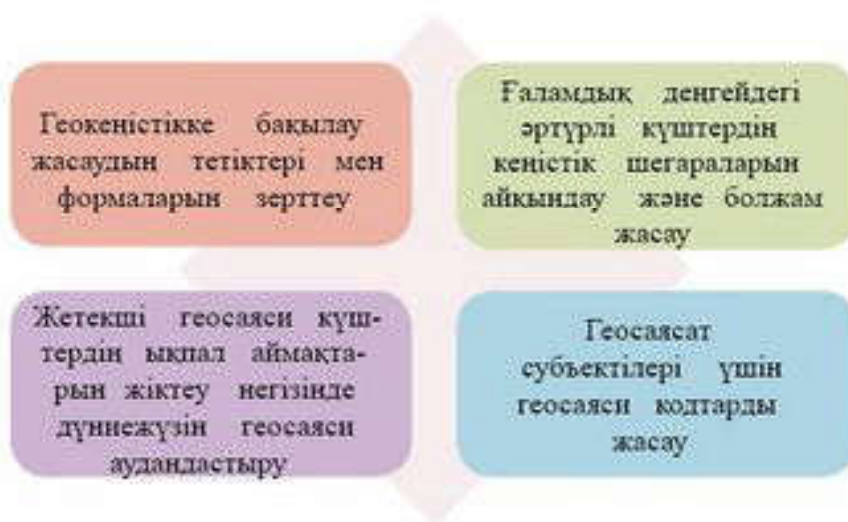 Геокеңістікке бақылау
жасаудың тетіктері мен
формаларын зерттеу
Ғаламдық деңгейдегі
әртүрлі күштердің
кеңістік шегараларын
айқындау және болжам
жасау
Жетекші геосаяси күш-
тердің ықпал аймақта-
рын жіктеу негізінде
дүниежүзін геосаяси
аудандастыру
Геосаясат
субъектілері үшін
геосаяси кодтарды
жасау